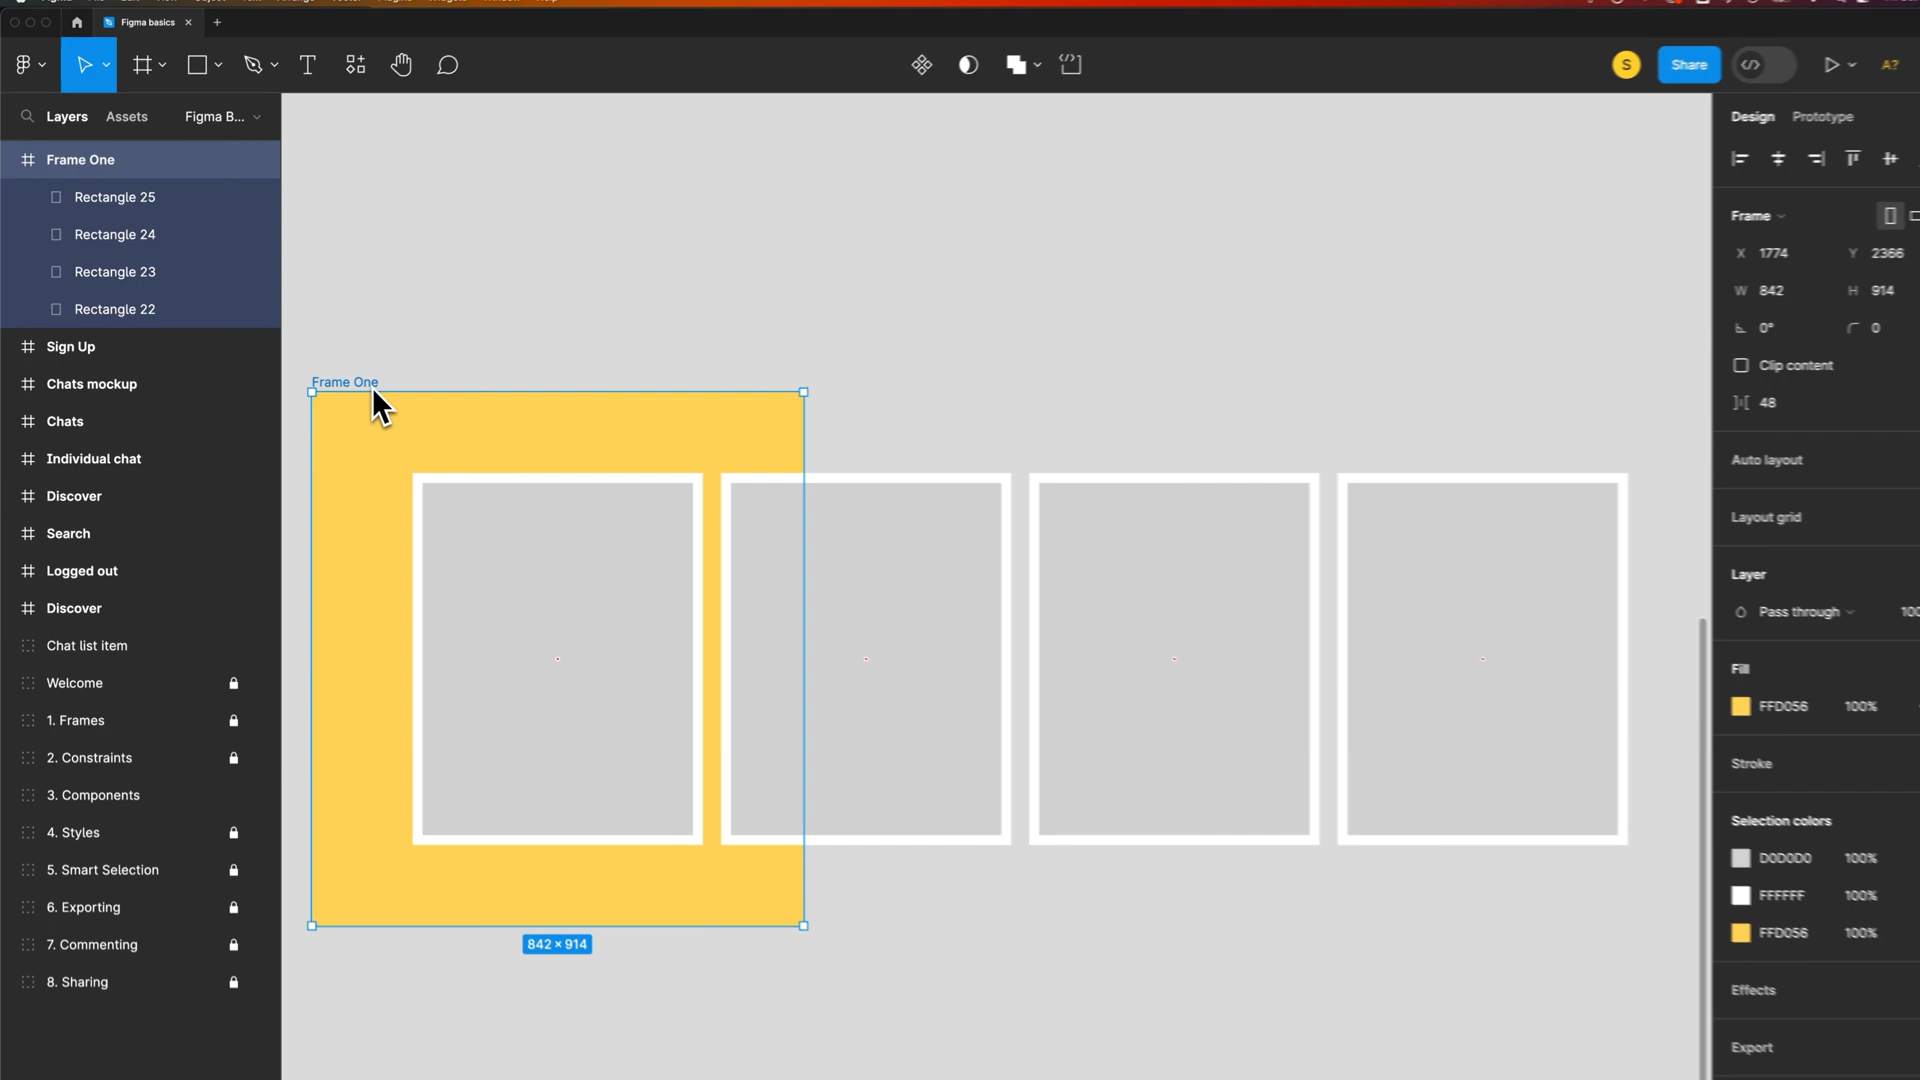 Figma basics
S
Share
A?
Layers Assets Figma B...
Design Prototype
Frame One
Rectangle 25
Rectangle 24
Rectangle 23
Rectangle 22
Sign Up
Chats mockup
Chats
Individual chat
Discover
Search
Logged out
Discover
Chat list item
Welcome
1. Frames
2. Constraints
3. Components
4. Styles
5. Smart Selection
6. Exporting
7. Commenting
8. Sharing
Frame One
842 × 914
Frame
X 1774 Y 2366
W 842 H 914
0° 0
Clip content
48
Auto layout
Layout grid
Layer
Pass through 100
Fill
FFD056 100%
Stroke
Selection colors
D0D0D0 100%
FFFFFF 100%
FFD056 100%
Effects
Export